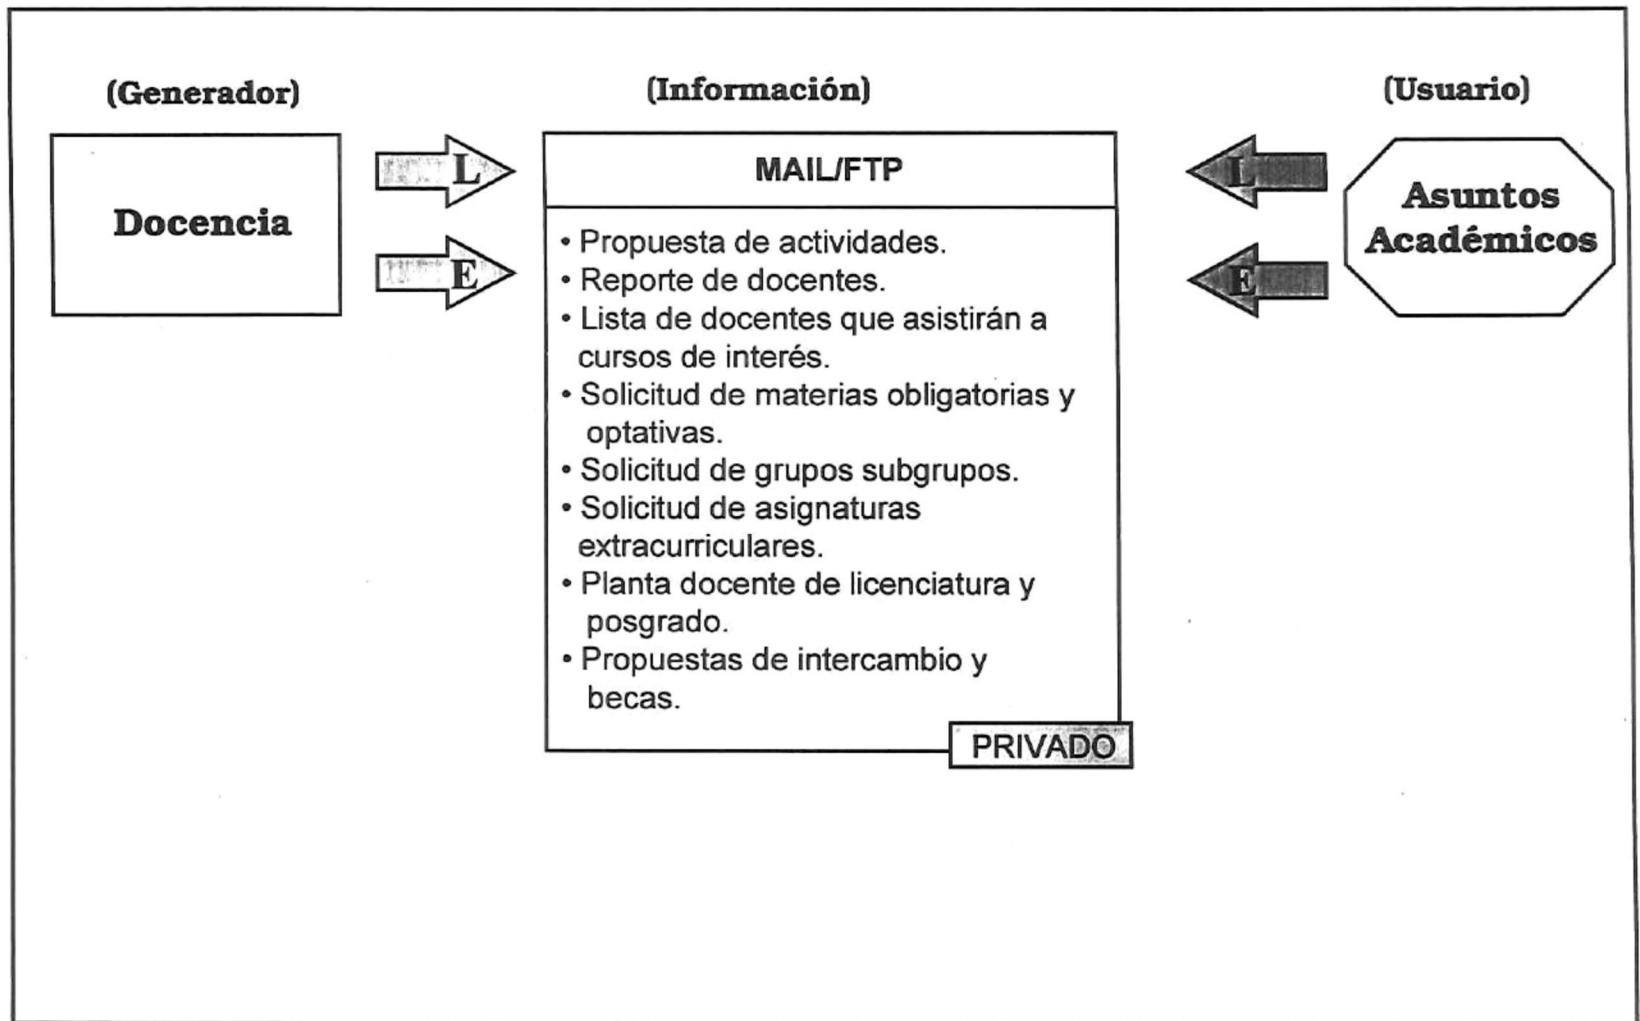 (Generador)
(Información)
(Usuario)
Docencia
L
E
MAIL/FTP
• Propuesta de actividades.
• Reporte de docentes.
• Lista de docentes que asistirán a
cursos de interés.
• Solicitud de materias obligatorias y
optativas.
• Solicitud de grupos subgrupos.
• Solicitud de asignaturas
extracurriculares.
• Planta docente de licenciatura y
posgrado.
• Propuestas de intercambio y
becas.
PRIVADO
L
E
Asuntos
Académicos